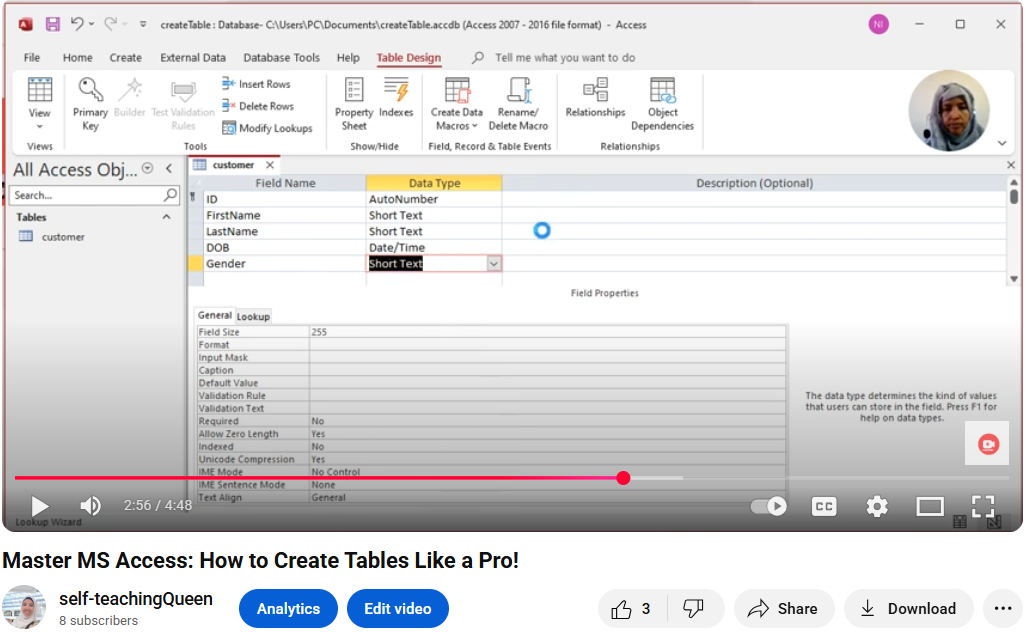 createTable : Database- C:\Users\PC\Documents\createTable.accdb (Access 2007 - 2016 file format) - Access
NI
File Home Create External Data Database Tools Help Table Design Tell me what you want to do
View
Primary Key
Builder
Test Validation Rules
Insert Rows
Delete Rows
Modify Lookups
Property Sheet
Indexes
Create Data Macros
Rename/ Delete Macro
Relationships
Object Dependencies
Views Tools Show/Hide Field, Record & Table Events Relationships
All Access Obj...
Search...
Tables
customer
customer
Field Name Data Type Description (Optional)
ID AutoNumber
FirstName Short Text
LastName Short Text
DOB Date/Time
Gender Short Text
Field Properties
General Lookup
Field Size 255
Format
Input Mask
Caption
Default Value
Validation Rule
Validation Text
Required No
Allow Zero Length Yes
Indexed No
Unicode Compression Yes
IME Mode No Control
IME Sentence Mode None
Text Align General
The data type determines the kind of values
that users can store in the field. Press F1 for
help on data types.
2:56 / 4:48
CC
Lookup Wizard
Master MS Access: How to Create Tables Like a Pro!
self-teachingQueen
8 subscribers
Analytics
Edit video
3
Share
Download